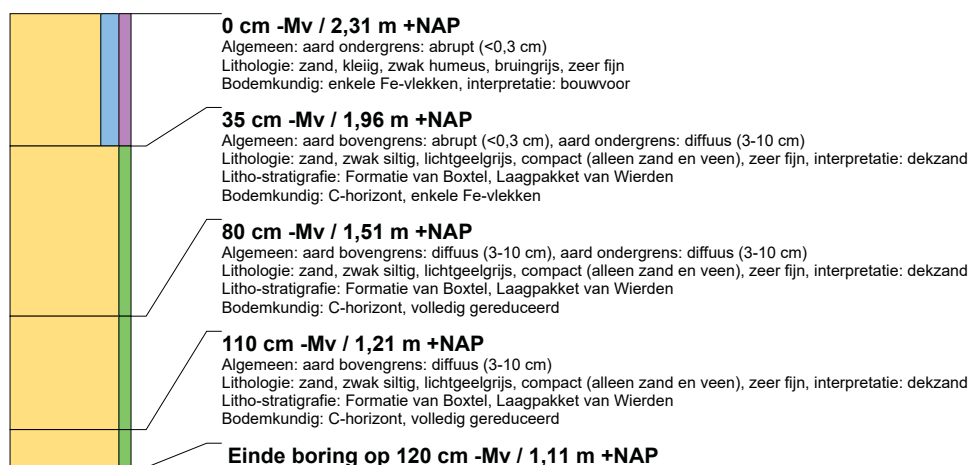 0 cm -Mv / 2,31 m +NAP
Algemeen: aard ondergrens: abrupt (<0,3 cm)
Lithologie: zand, kleiig, zwak humeus, bruingrijs, zeer fijn
Bodemkundig: enkele Fe-vlekken, interpretatie: bouwvoor
35 cm -Mv / 1,96 m +NAP
Algemeen: aard bovengrens: abrupt (<0,3 cm), aard ondergrens: diffuus (3-10 cm)
Lithologie: zand, zwak siltig, lichtgeelgrijs, compact (alleen zand en veen), zeer fijn, interpretatie: dekzand
Litho-stratigrafie: Formatie van Boxtel, Laagpakket van Wierden
Bodemkundig: C-horizont, enkele Fe-vlekken
80 cm -Mv / 1,51 m +NAP
Algemeen: aard bovengrens: diffuus (3-10 cm), aard ondergrens: diffuus (3-10 cm)
Lithologie: zand, zwak siltig, lichtgeelgrijs, compact (alleen zand en veen), zeer fijn, interpretatie: dekzand
Litho-stratigrafie: Formatie van Boxtel, Laagpakket van Wierden
Bodemkundig: C-horizont, volledig gereduceerd
110 cm -Mv / 1,21 m +NAP
Algemeen: aard bovengrens: diffuus (3-10 cm)
Lithologie: zand, zwak siltig, lichtgeelgrijs, compact (alleen zand en veen), zeer fijn, interpretatie: dekzand
Litho-stratigrafie: Formatie van Boxtel, Laagpakket van Wierden
Bodemkundig: C-horizont, volledig gereduceerd
Einde boring op 120 cm -Mv / 1,11 m +NAP